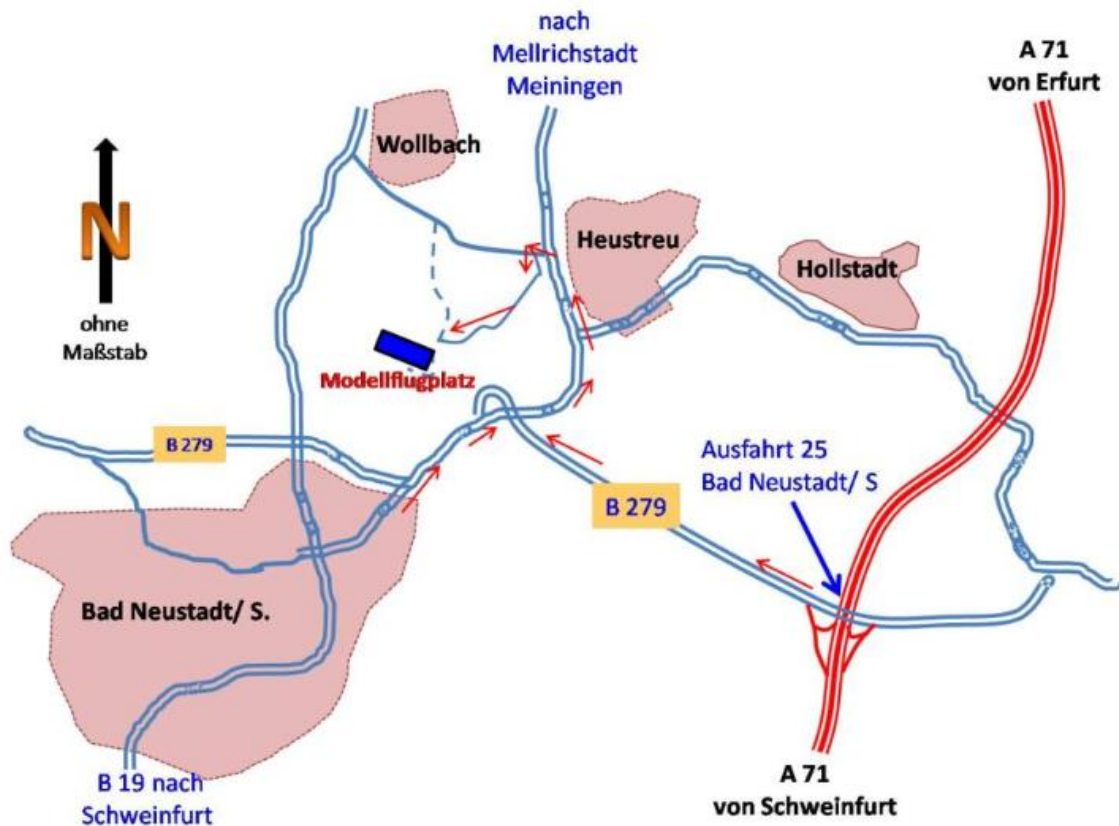 nach
Mellrichstadt
Meiningen
A 71
von Erfurt
Wollbach
N
ohne
Maßstab
Heustreu
Hollstadt
Modellflugplatz
B 279
Ausfahrt 25
Bad Neustadt/ S
B 279
Bad Neustadt/ S.
B 19 nach
Schweinfurt
A 71
von Schweinfurt